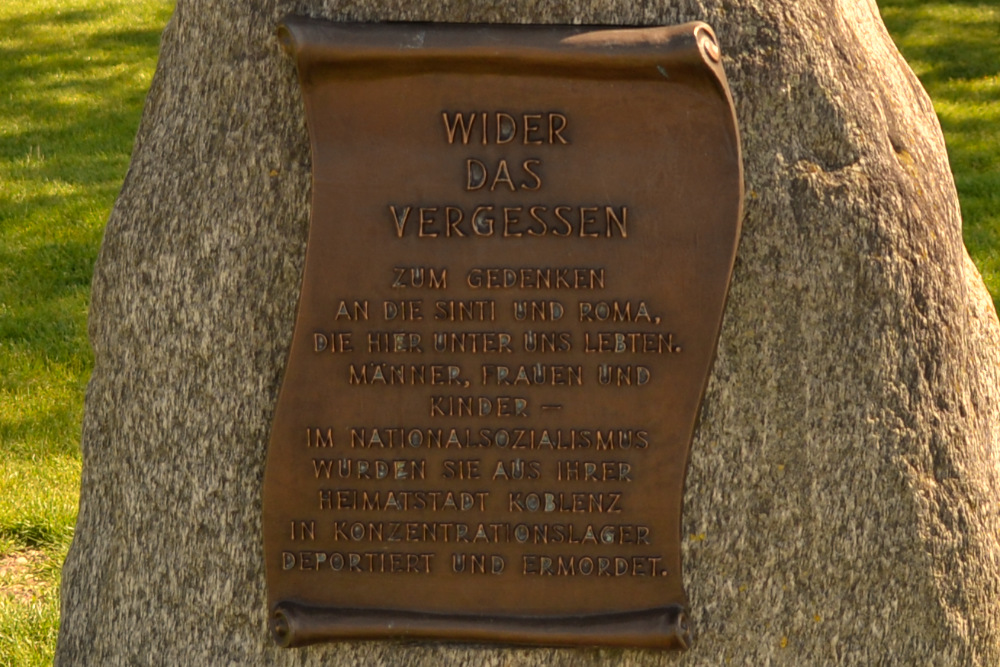 WIDER
DAS
VERGESSEN
ZUM GEDENKEN
AN DIE SINTI UND ROMA,
DIE HIER UNTER UNS LEBTEN.
MÄNNER, FRAUEN UND
KINDER –
IM NATIONALSOZIALISMUS
WURDEN SIE AUS IHRER
HEIMATSTADT KOBLENZ
IN KONZENTRATIONSLAGER
DEPORTIERT UND ERMORDET.